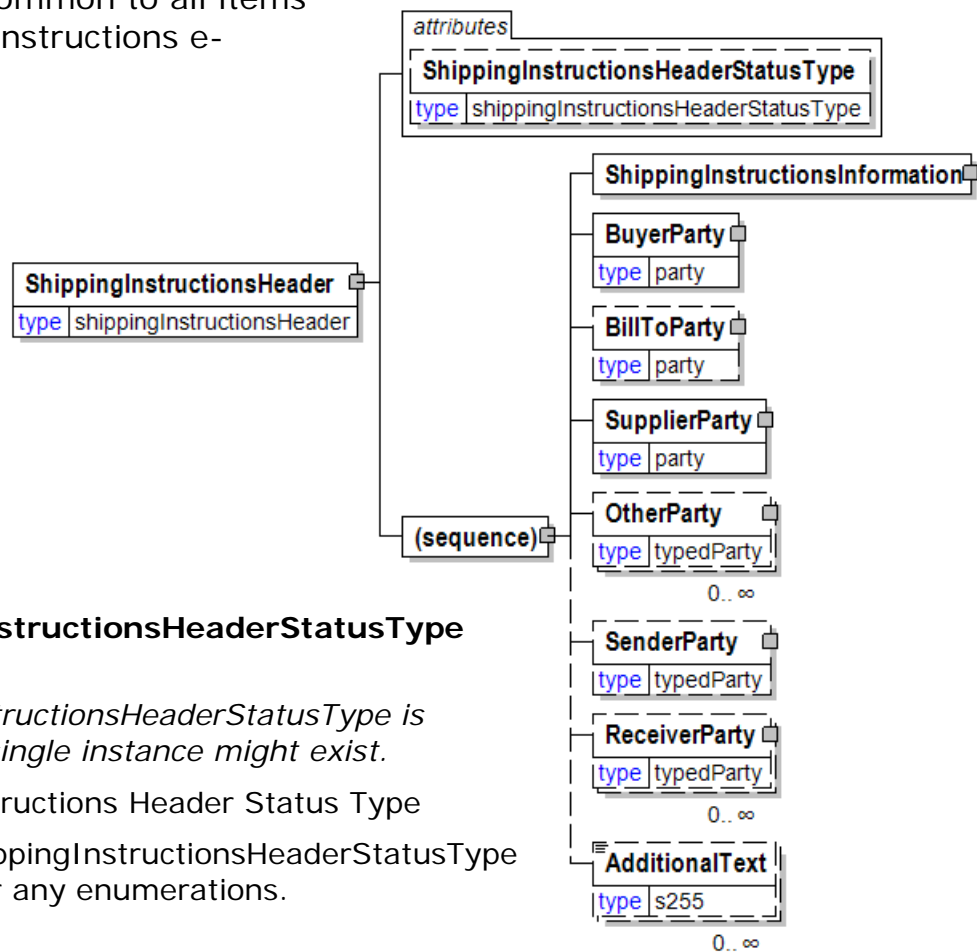 ommon to all items
nstructions e-
attributes
ShippingInstructionsHeaderStatusType
type shippingInstructionsHeaderStatusType
ShippingInstructionsInformation
BuyerParty
type party
ShippingInstructionsHeader
type shippingInstructionsHeader
BillToParty
type party
SupplierParty
type party
(sequence)
OtherParty
type typedParty
0.. ∞
structionsHeaderStatusType
SenderParty
type typedParty
tructionsHeaderStatusType is
ingle instance might exist.
ReceiverParty
type typedParty
0.. ∞
ructions Header Status Type
ppingInstructionsHeaderStatusType
r any enumerations.
AdditionalText
type s255
0.. ∞